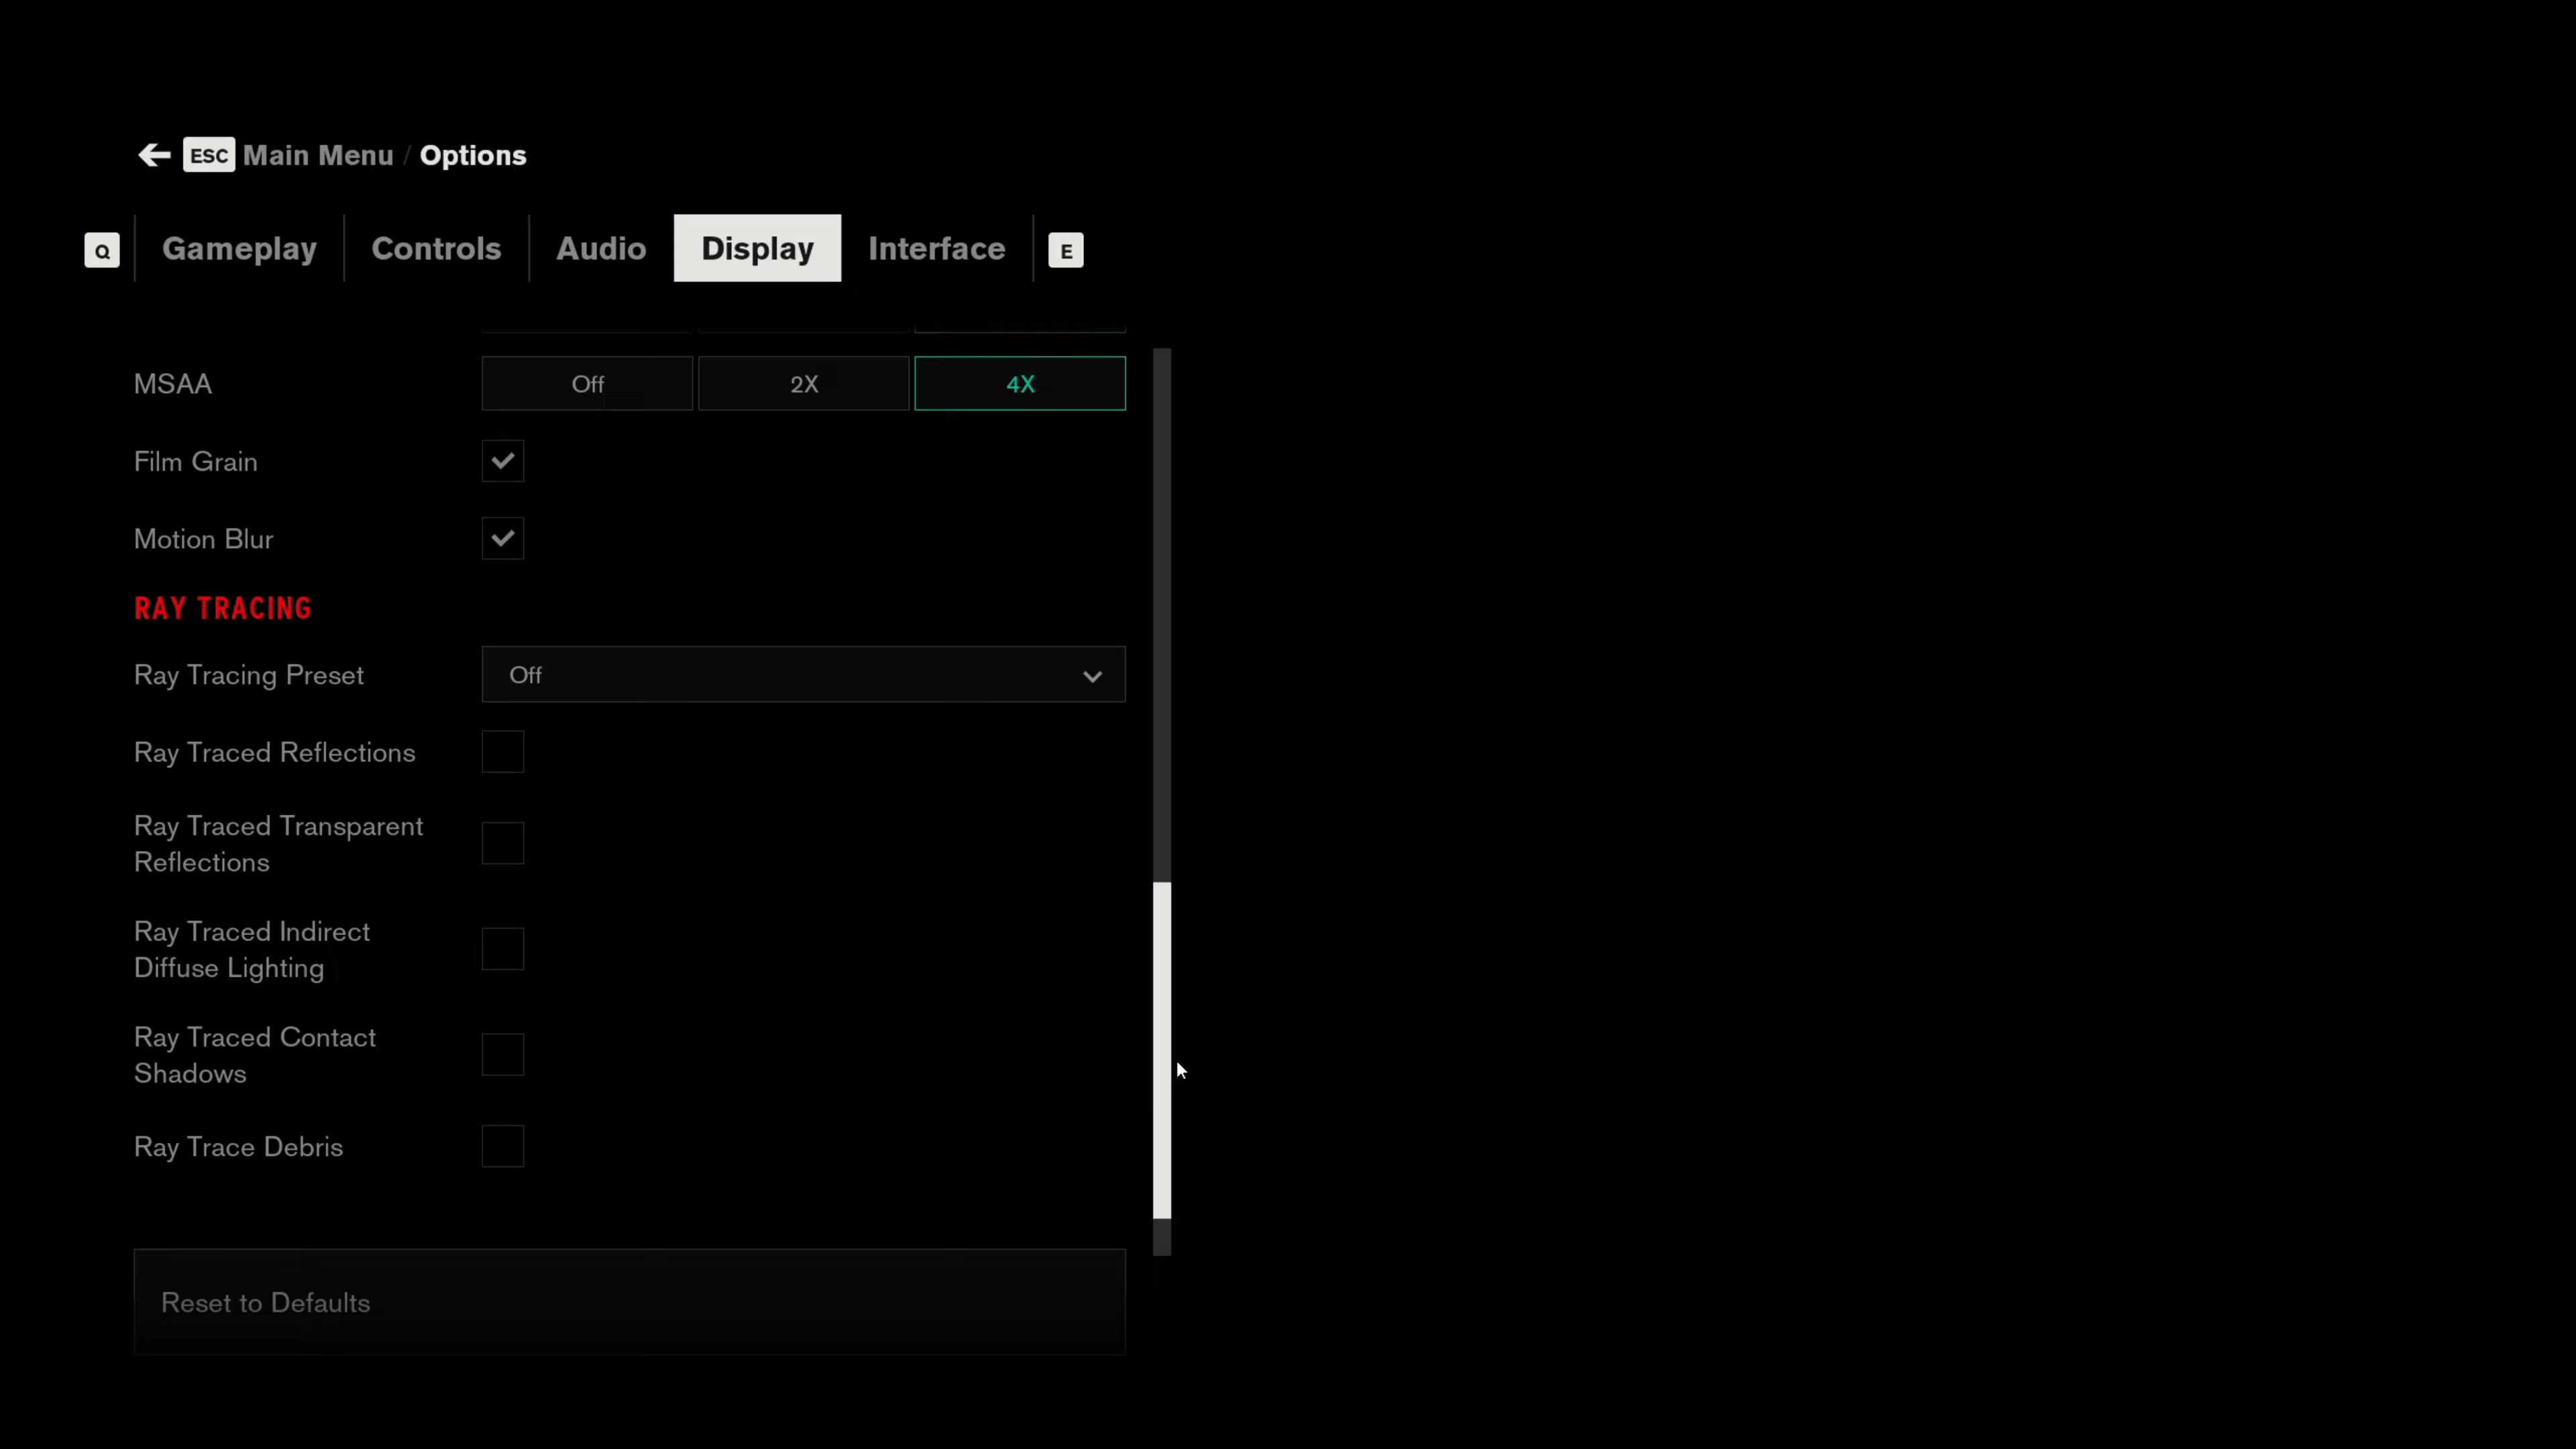 ESC Main Menu / Options
Q Gameplay Controls Audio Display Interface E
MSAA Off 2X 4X
Film Grain
Motion Blur
RAY TRACING
Ray Tracing Preset Off
Ray Traced Reflections
Ray Traced Transparent
Reflections
Ray Traced Indirect
Diffuse Lighting
Ray Traced Contact
Shadows
Ray Trace Debris
Reset to Defaults